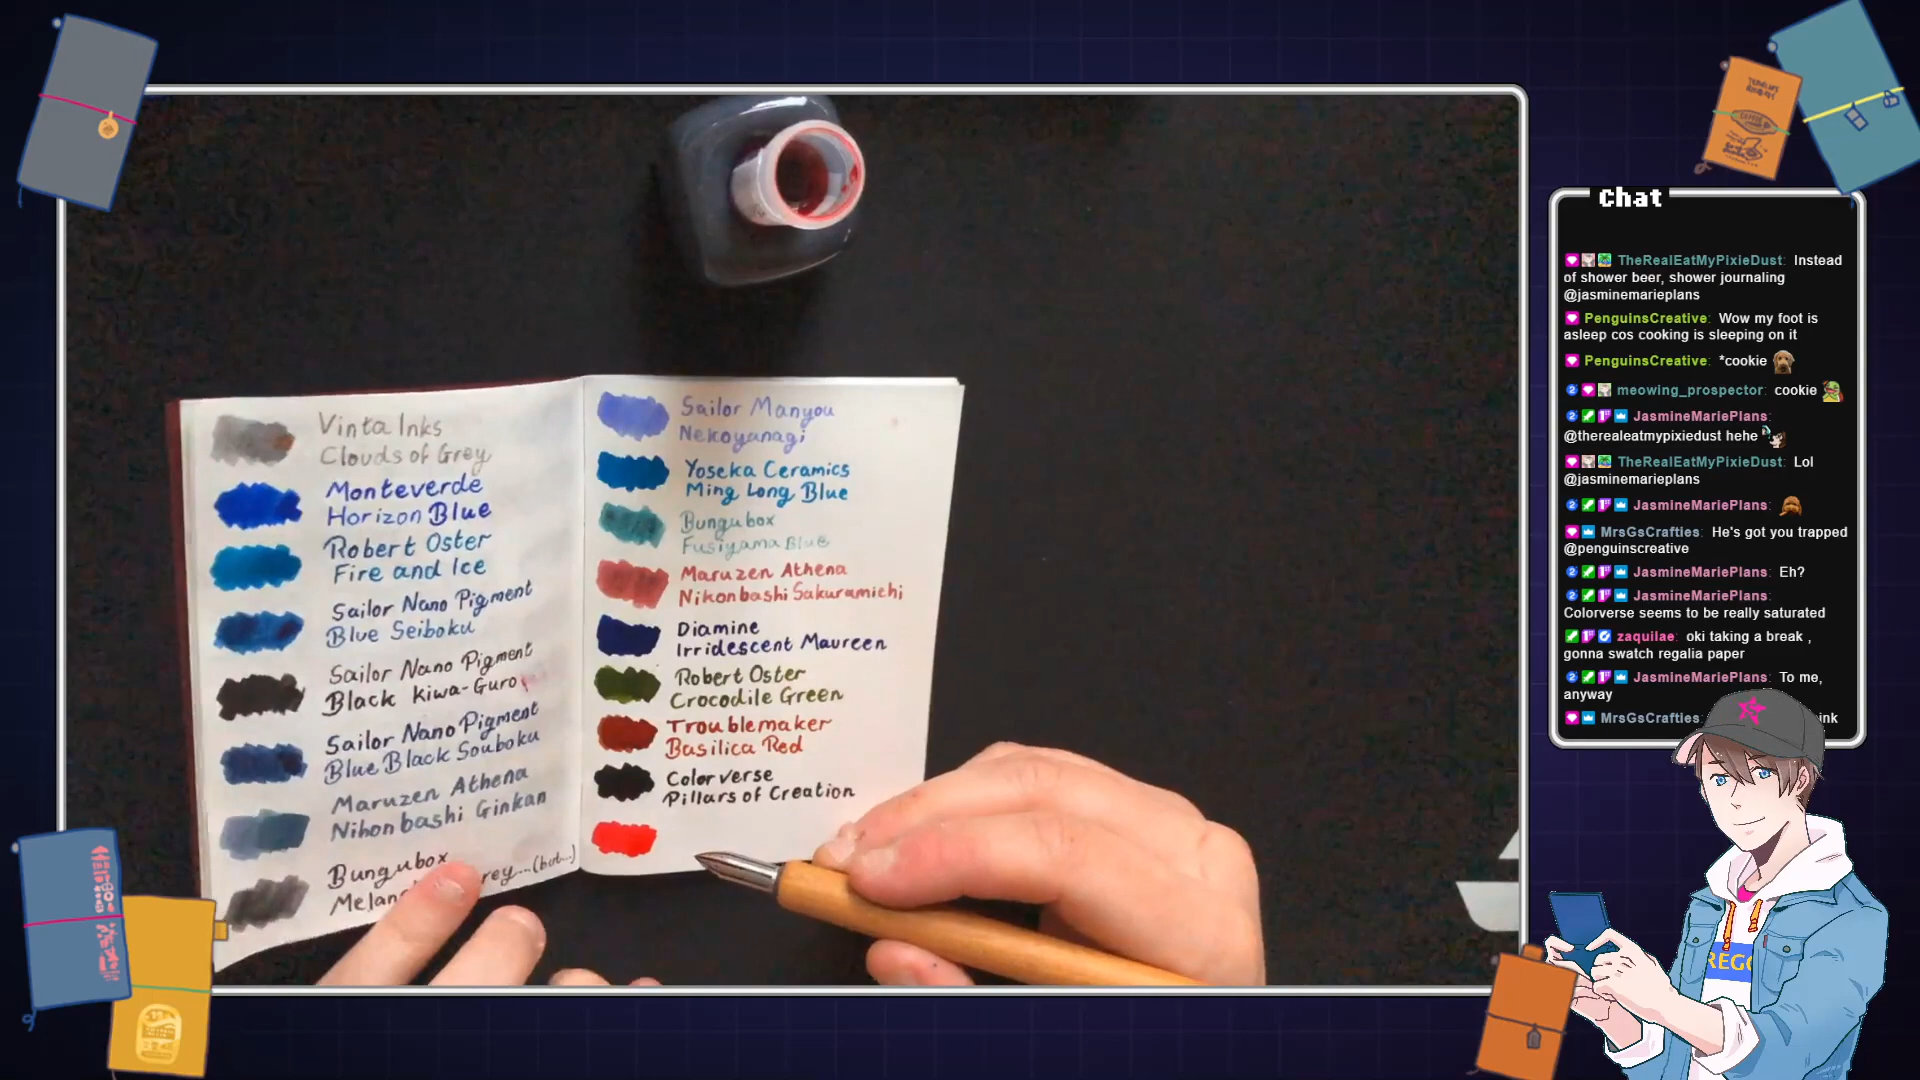 Vinta Inks
Clouds of Grey
Monteverde
Horizon Blue
Robert Oster
Fire and Ice
Sailor Nano Pigment
Blue Seiboku
Sailor Nano Pigment
Black Kiwa-Guro
Sailor Nano Pigment
Blue Black Souboku
Maruzen Athena
Nihonbashi Ginkan
Bungubox
(but...)
Sailor Manyou
Nekoyanagi
Yoseka Ceramics
Ming Long Blue
Bungubox
Fusiyama Blue
Maruzen Athena
Nikonbashi Sakuramichi
Diamine
Irridescent Maureen
Robert Oster
Crocodile Green
Troublemaker
Basilica Red
Colorverse
Pillars of Creation
chat
TheRealEatMyPixieDust: Instead
of shower beer, shower journaling
@jasminemarieplans
PenguinsCreative: Wow my foot is
asleep cos cooking is sleeping on it
PenguinsCreative: *cookie
meowing_prospector: cookie
JasmineMariePlans:
@therealeatmypixiedust hehe
TheRealEatMyPixieDust: Lol
@jasminemarieplans
JasmineMariePlans:
MrsGsCrafties: He's got you trapped
@penguinscreative
JasmineMariePlans: Eh?
JasmineMariePlans:
Colorverse seems to be really saturated
zaquilae: oki taking a break ,
gonna swatch regalia paper
JasmineMariePlans: To me,
anyway
MrsGsCrafties: